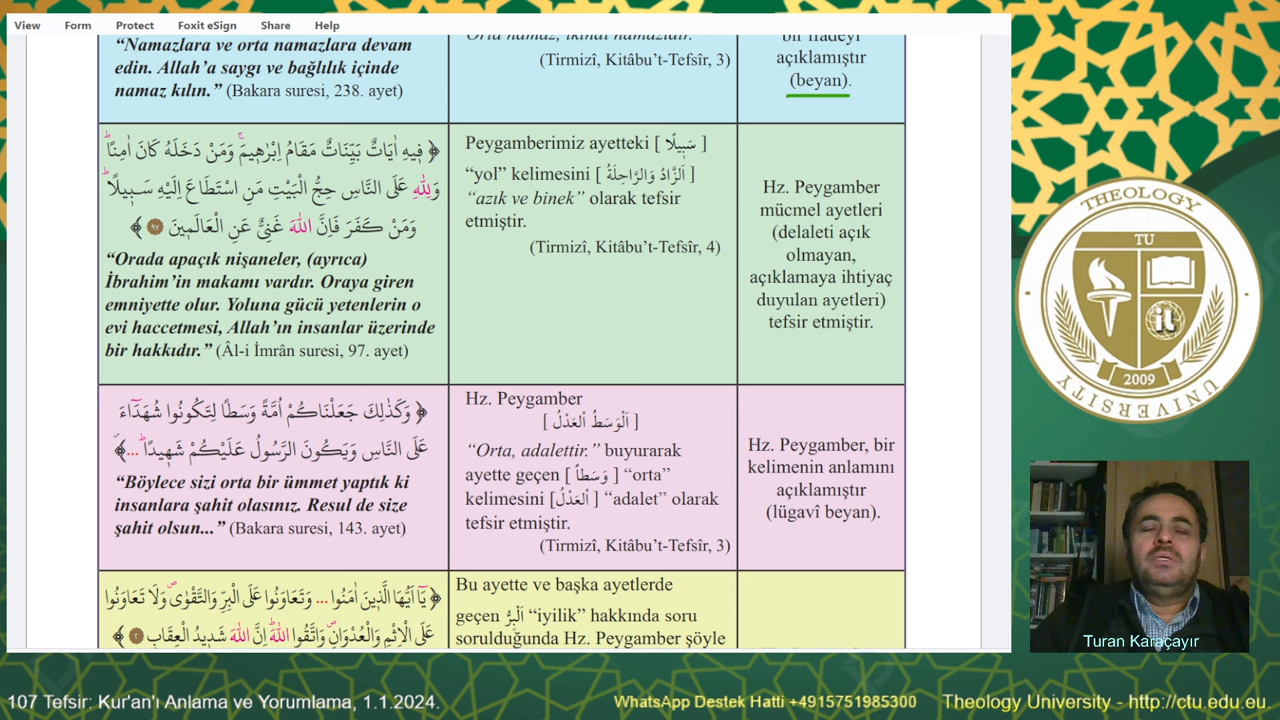 View Form Protect Foxit eSign Share Help
“Namazlara ve orta namazlara devam
edin. Allah’a saygı ve bağlılık içinde
namaz kılın.” (Bakara suresi, 238. ayet)
Orta namaz, ikindi namazıdır.
(Tirmizî, Kitâbu’t-Tefsîr, 3)
bir ifadeyi
açıklamıştır
(beyan).
﴿ فٖيهِ اٰيَاتٌ بَيِّنَاتٌ مَقَامُ اِبْرٰهٖيمَۚ وَمَنْ دَخَلَهُ كَانَ اٰمِنًاؕ
وَلِلّٰهِ عَلَى النَّاسِ حِجُّ الْبَيْتِ مَنِ اسْتَطَاعَ اِلَيْهِ سَبٖيلًاؕ
وَمَنْ كَفَرَ فَاِنَّ اللّٰهَ غَنِيٌّ عَنِ الْعَالَمٖينَ ٩٧ ﴾
“Orada apaçık nişaneler, (ayrıca)
İbrahim’in makamı vardır. Oraya giren
emniyette olur. Yoluna gücü yetenlerin o
evi haccetmesi, Allah’ın insanlar üzerinde
bir hakkıdır.” (Âl-i İmrân suresi, 97. ayet)
Peygamberimiz ayetteki [ سَبٖيلًا ]
“yol” kelimesini [ اَلزَّادُ وَالرَّاحِلَةُ ]
“azık ve binek” olarak tefsir
etmiştir.
(Tirmizî, Kitâbu’t-Tefsîr, 4)
Hz. Peygamber
mücmel ayetleri
(delaleti açık
olmayan,
açıklamaya ihtiyaç
duyulan ayetleri)
tefsir etmiştir.
﴿ وَكَذٰلِكَ جَعَلْنَاكُمْ اُمَّةً وَسَطًا لِتَكُونُوا شُهَدَٓاءَ
عَلَى النَّاسِ وَيَكُونَ الرَّسُولُ عَلَيْكُمْ شَهٖيدًاؕ ...﴾
“Böylece sizi orta bir ümmet yaptık ki
insanlara şahit olasınız. Resul de size
şahit olsun...” (Bakara suresi, 143. ayet)
Hz. Peygamber
[ اَلْوَسَطُ الْعَدْلُ ]
“Orta, adalettir.” buyurarak
ayette geçen [ وَسَطاً ] “orta”
kelimesini [اَلْعَدْلُ ] “adalet” olarak
tefsir etmiştir.
(Tirmizî, Kitâbu’t-Tefsîr, 3)
Hz. Peygamber, bir
kelimenin anlamını
açıklamıştır
(lügavî beyan).
﴿ يَٓا اَيُّهَا الَّذٖينَ اٰمَنُوا ... وَتَعَاوَنُوا عَلَى الْبِرِّ وَالتَّقْوٰىࣕ وَلَا تَعَاوَنُوا
عَلَى الْاِثْمِ وَالْعُدْوَانِࣕ وَاتَّقُوا اللّٰهَؕ اِنَّ اللّٰهَ شَدٖيدُ الْعِقَابِ ٢ ﴾
Bu ayette ve başka ayetlerde
geçen اَلْبِرُّ “iyilik” hakkında soru
sorulduğunda Hz. Peygamber şöyle
THEOLOGY
TU
it
2009
UNIVERSITY
Turan Karaçayır
107 Tefsir: Kur'an'ı Anlama ve Yorumlama, 1.1.2024. WhatsApp Destek Hatti +4915751985300 Theology University - http://ctu.edu.eu.